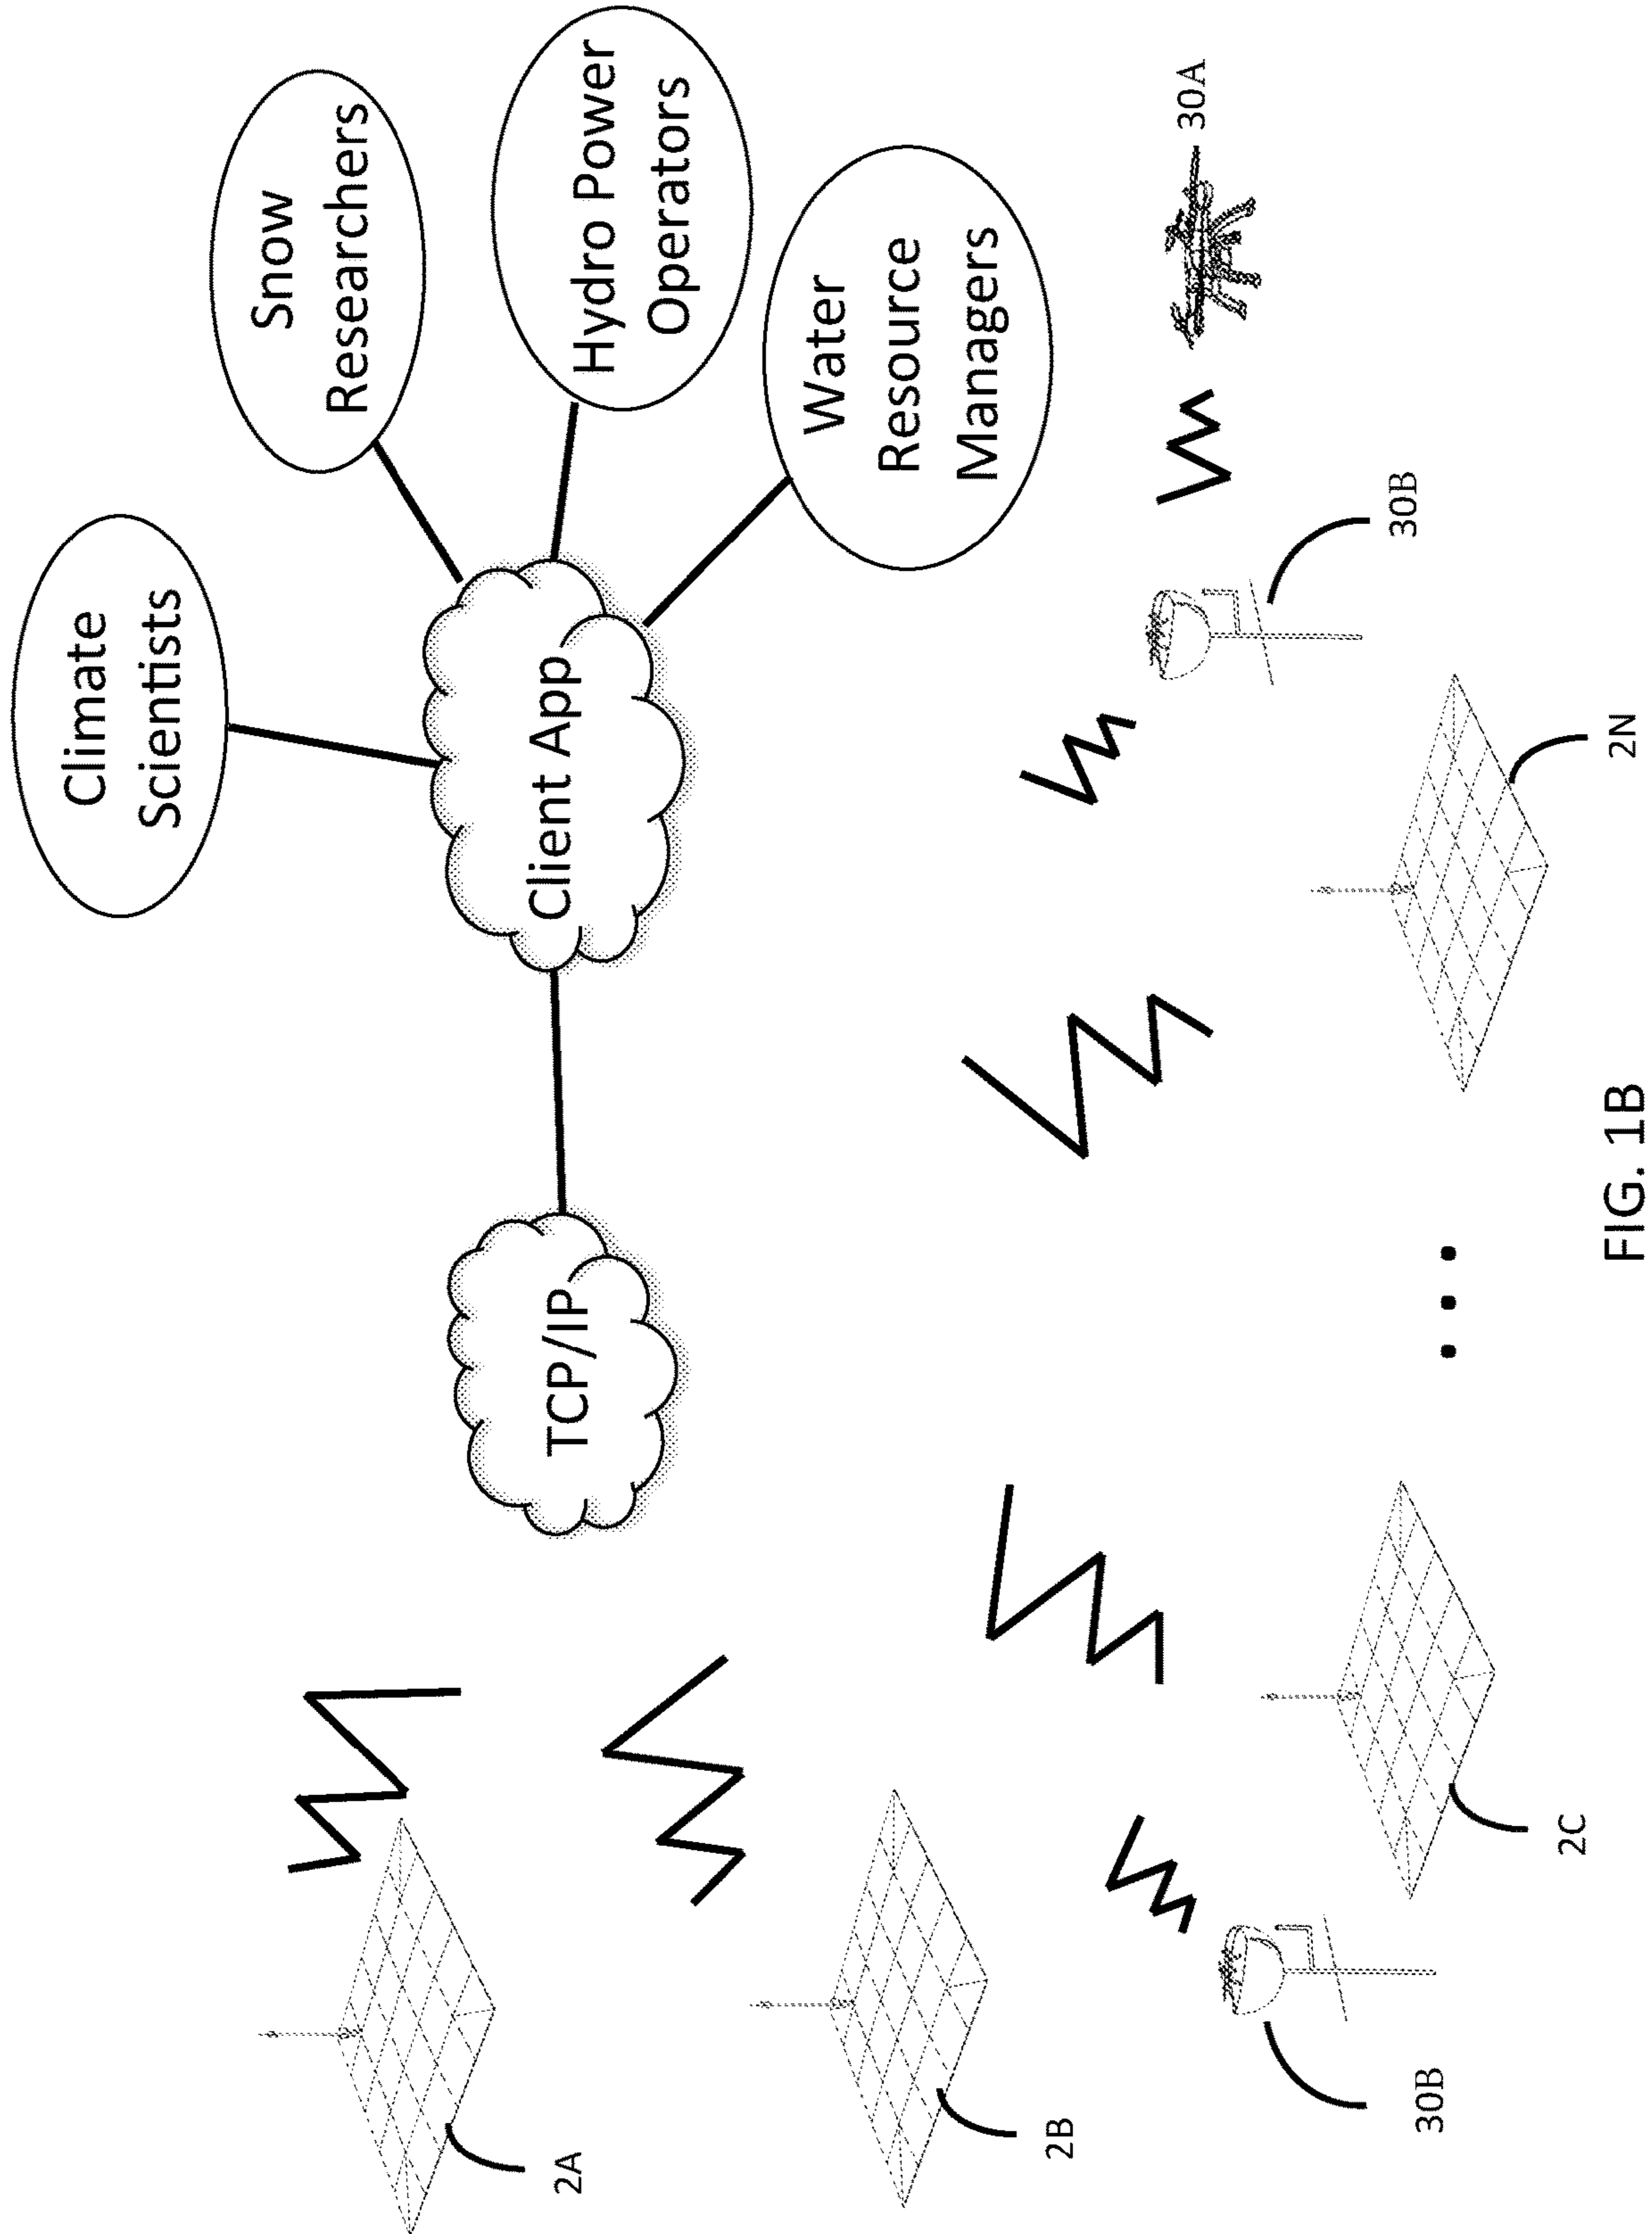 Climate
Scientists
Snow
Researchers
Hydro Power
Operators
Water
Resource
Managers
Client App
TCP/IP
2A
2B
30B
2C
2N
30B
30A
FIG. 1B